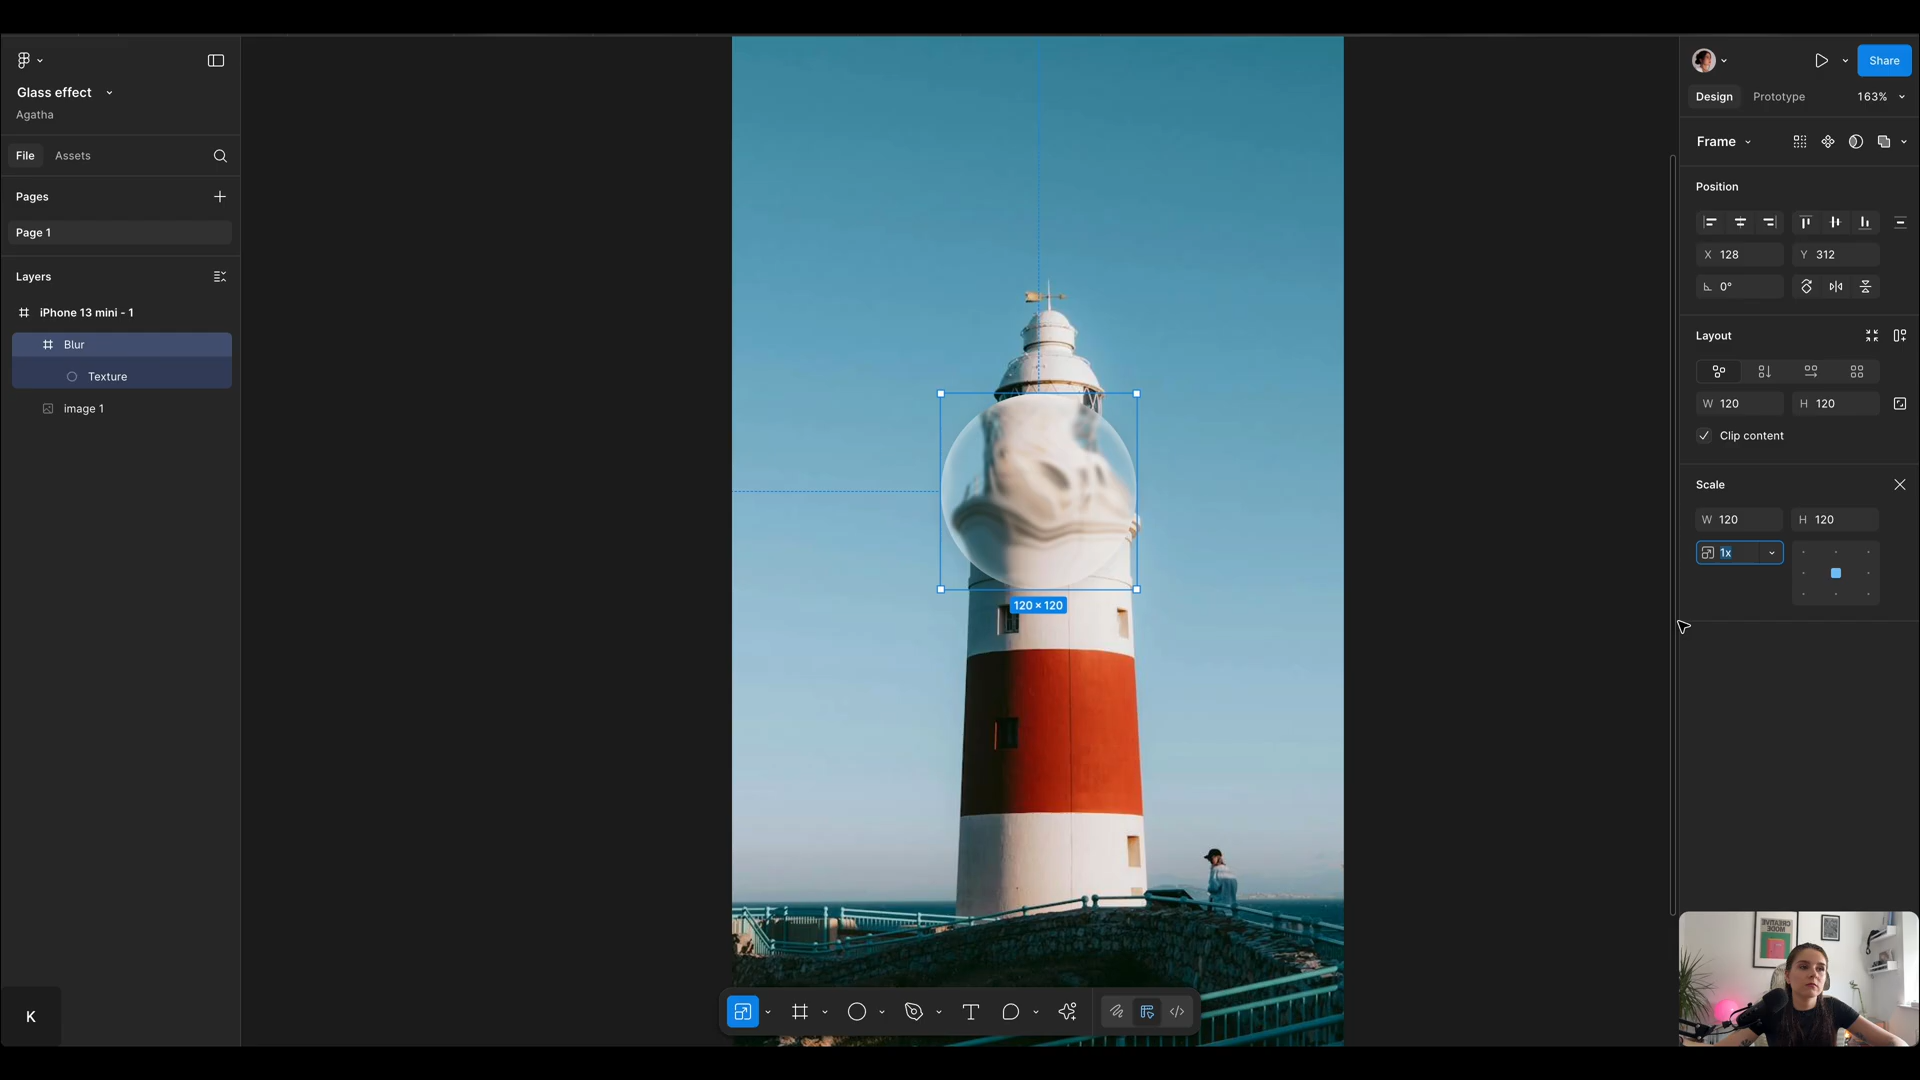 Glass effect
Agatha
File
Assets
Pages
Page 1
Layers
iPhone 13 mini - 1
Blur
Texture
image 1
K
120 × 120
Share
Design
Prototype
163%
Frame
Position
X 128
Y 312
0°
Layout
W 120
H 120
Clip content
Scale
W 120
H 120
1x